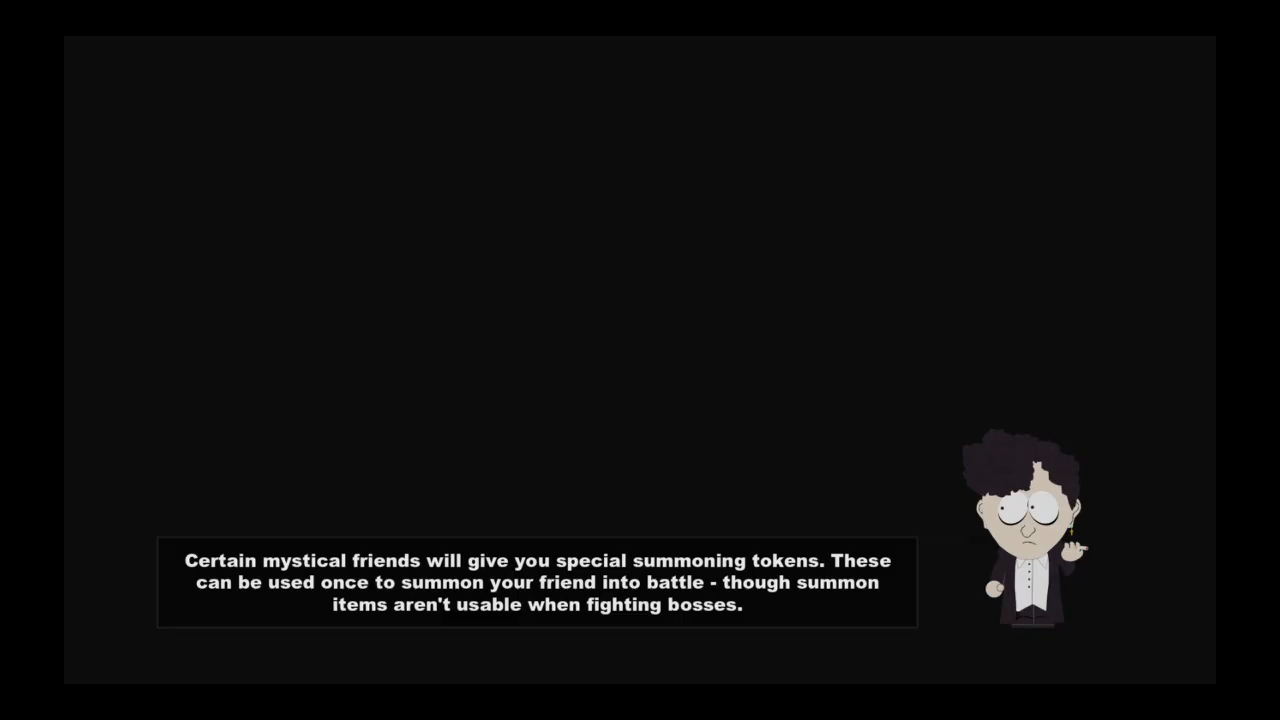 Certain mystical friends will give you special summoning tokens. These
can be used once to summon your friend into battle - though summon
items aren't usable when fighting bosses.